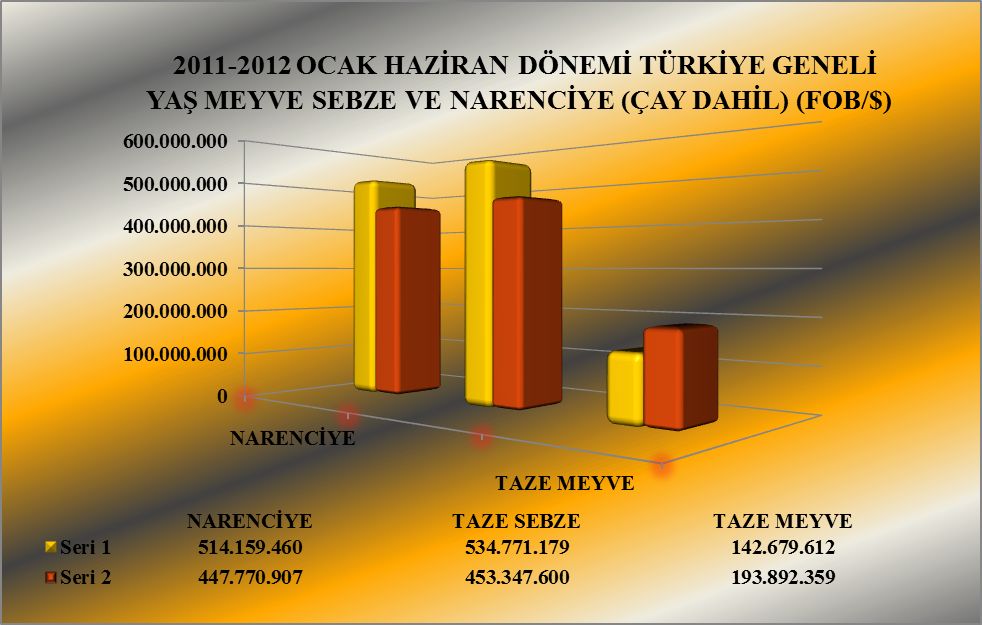 2011-2012 OCAK HAZİRAN DÖNEMİ TÜRKİYE GENELİ
YAŞ MEYVE SEBZE VE NARENCİYE (ÇAY DAHİL) (FOB/$)
600.000.000
500.000.000
400.000.000
300.000.000
200.000.000
100.000.000
0
NARENCİYE
TAZE MEYVE
NARENCİYE TAZE SEBZE TAZE MEYVE
Seri 1 514.159.460 534.771.179 142.679.612
Seri 2 447.770.907 453.347.600 193.892.359